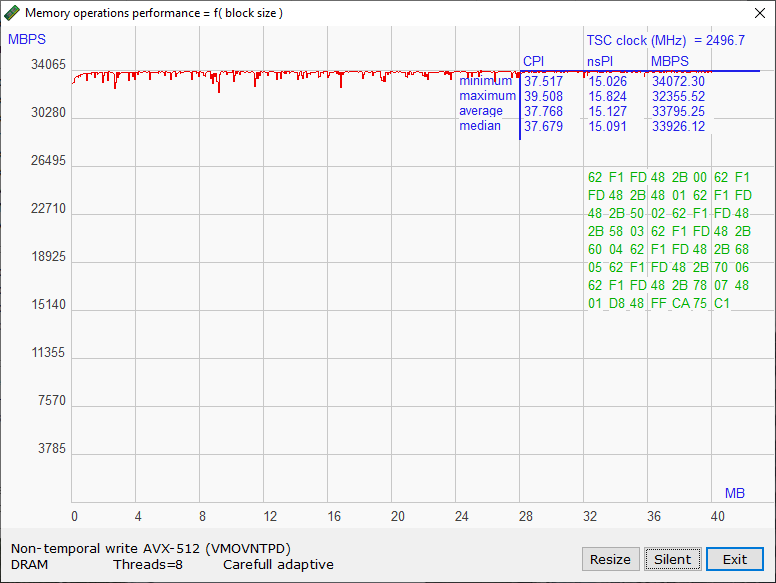 Memory operations performance = f( block size )
MBPS
TSC clock (MHz) = 2496.7
CPI nsPI MBPS
34065
minimum 37.517 15.026 34072.30
maximum 39.508 15.824 32355.52
average 37.768 15.127 33795.25
median 37.679 15.091 33926.12
30280
26495
22710
18925
15140
11355
7570
3785
62 F1 FD 48 2B 00 62 F1
FD 48 2B 48 01 62 F1 FD
48 2B 50 02 62 F1 FD 48
2B 58 03 62 F1 FD 48 2B
60 04 62 F1 FD 48 2B 68
05 62 F1 FD 48 2B 70 06
62 F1 FD 48 2B 78 07 48
01 D8 48 FF CA 75 C1
MB
0 4 8 12 16 20 24 28 32 36 40
Non-temporal write AVX-512 (VMOVNTPD)
DRAM Threads=8 Carefull adaptive
Resize Silent Exit